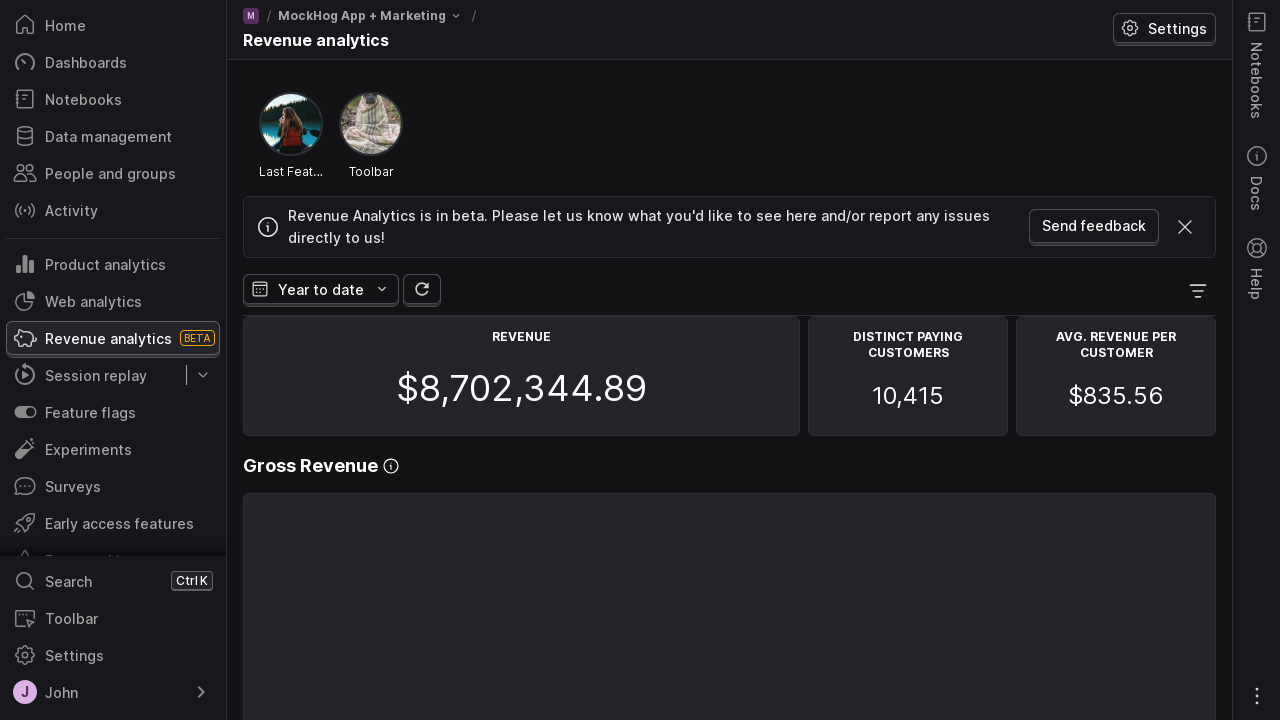 Home
Dashboards
Notebooks
Data management
People and groups
Activity
Product analytics
Web analytics
Revenue analytics BETA
Session replay
Feature flags
Experiments
Surveys
Early access features
Search Ctrl K
Toolbar
Settings
J John
M / MockHog App + Marketing /
Revenue analytics
Settings
Last Feat...
Toolbar
Revenue Analytics is in beta. Please let us know what you'd like to see here and/or report any issues
directly to us!
Send feedback
Year to date
REVENUE
$8,702,344.89
DISTINCT PAYING
CUSTOMERS
10,415
AVG. REVENUE PER
CUSTOMER
$835.56
Gross Revenue
Notebooks
Docs
Help